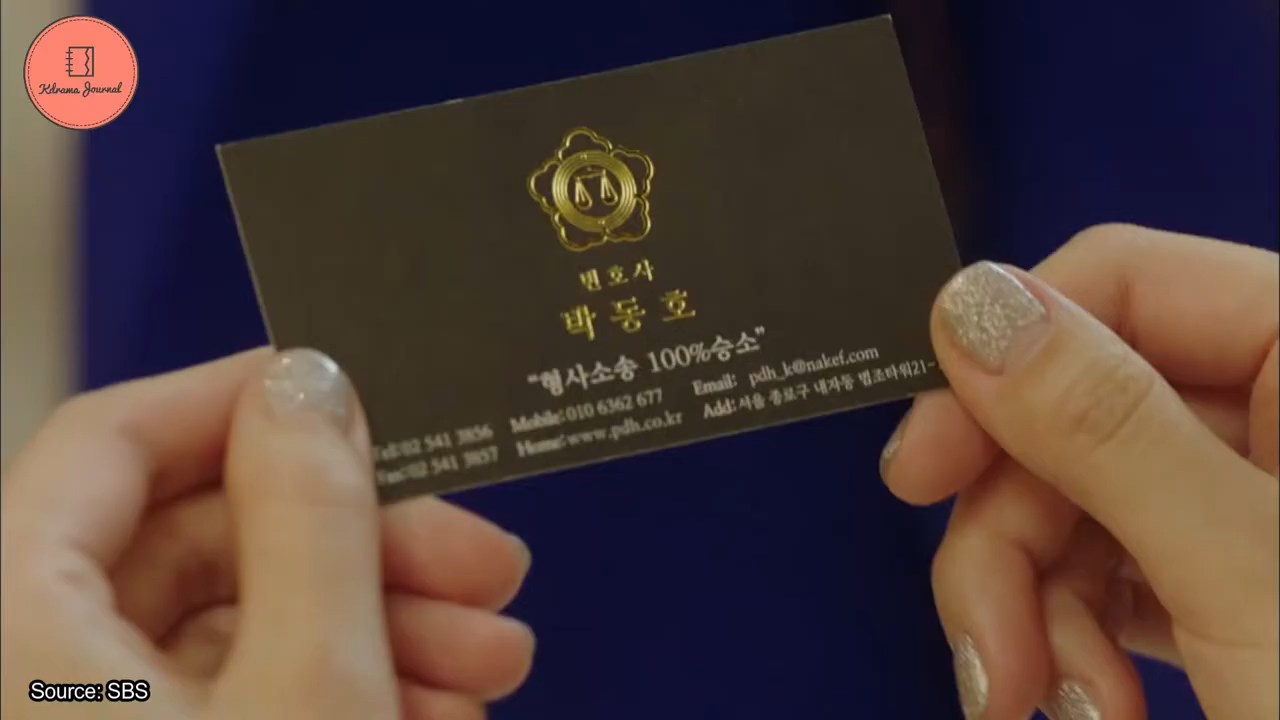 Kdrama Journal
변호사
박동호
"형사소송 100%승소"
Tel:02 541 3856 Mobile:010 6362 677 Email: pdh_k@nakef.com
Fax:02 541 3857 Home:www.pdh.co.kr Add:서울 종로구 내자동 법조타워21~
Source: SBS